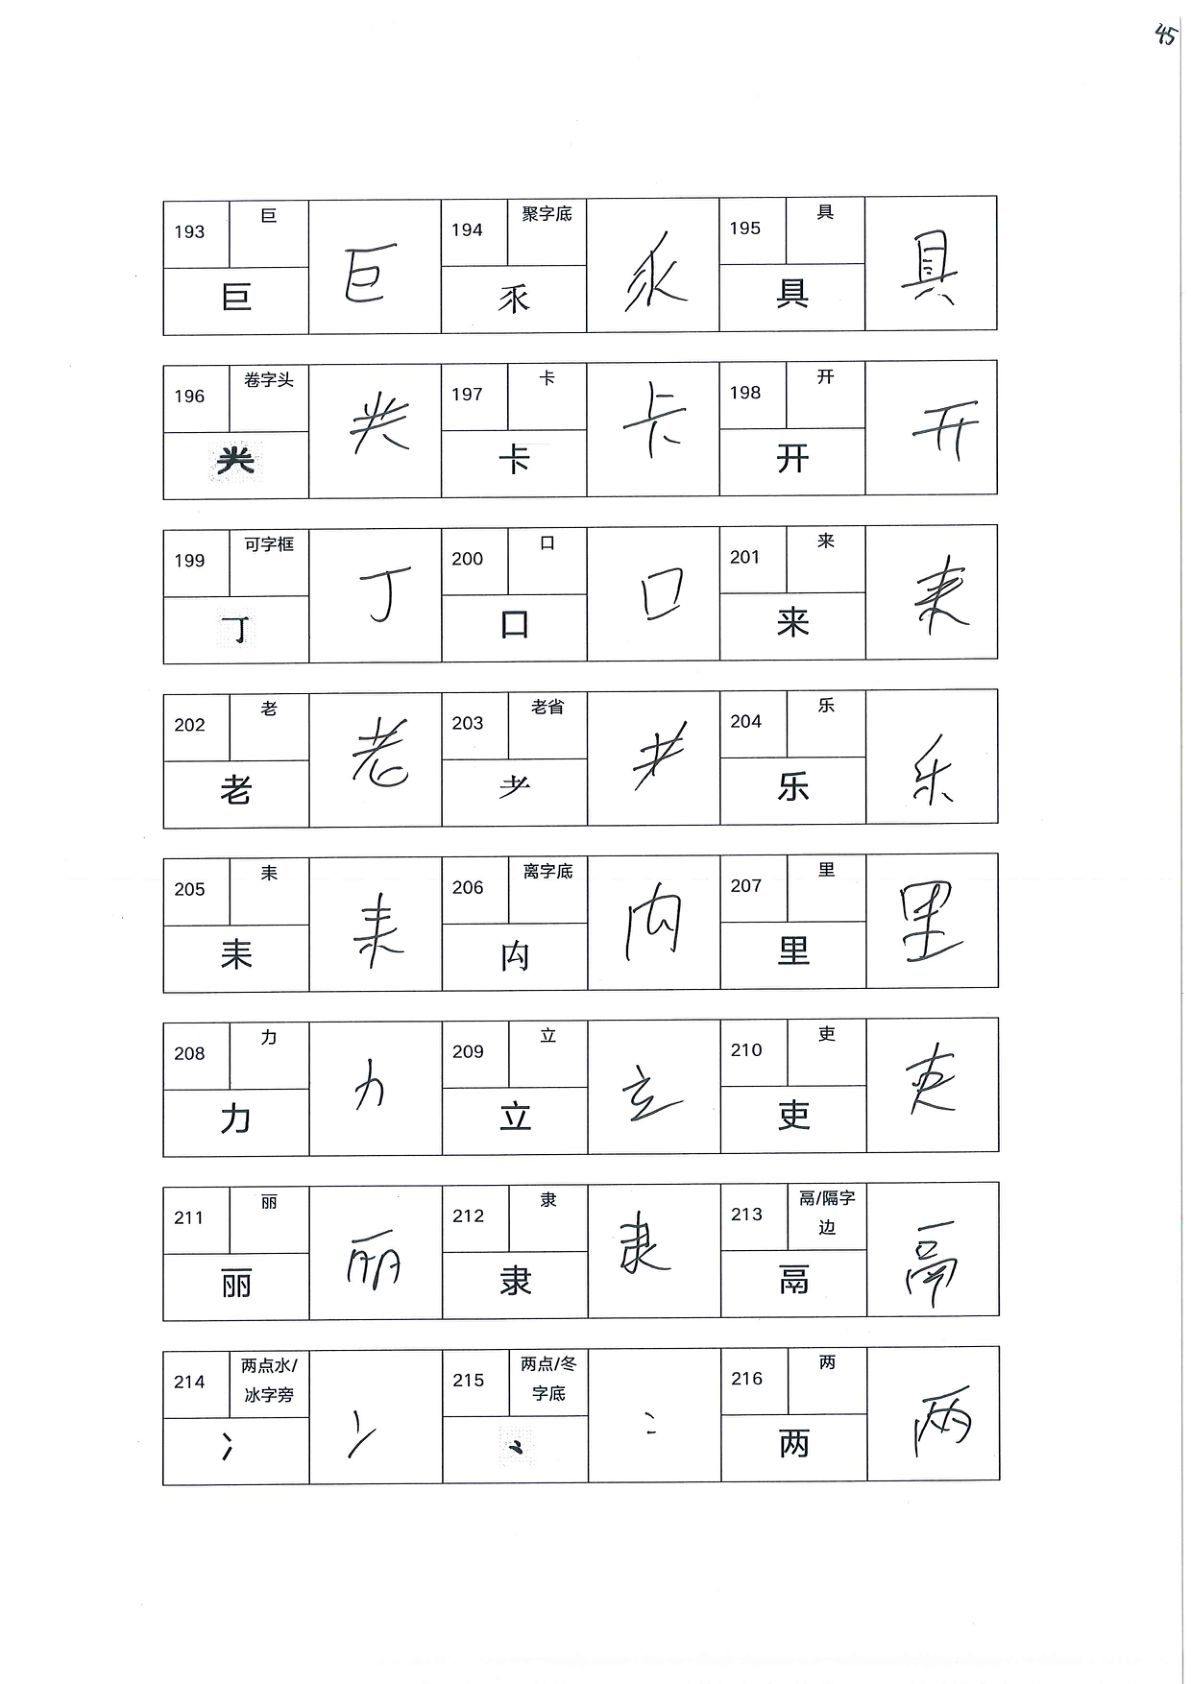 45
193 巨 巨 巨 194 聚字底 乑 乑 195 具 具 具
196 卷字头 龹 龹 197 卡 卡 卡 198 开 开 开
199 可字框 丁 丁 200 口 口 口 201 来 来 来
202 老 老 老 203 老省 耂 耂 204 乐 乐 乐
205 耒 耒 耒 206 离字底 禸 禸 207 里 里 里
208 力 力 力 209 立 立 立 210 吏 吏 吏
211 丽 丽 丽 212 隶 隶 隶 213 鬲/隔字边 鬲 鬲
214 两点水/冰字旁 冫 冫 215 两点/冬字底 ⺀ ⺀ 216 两 两 两